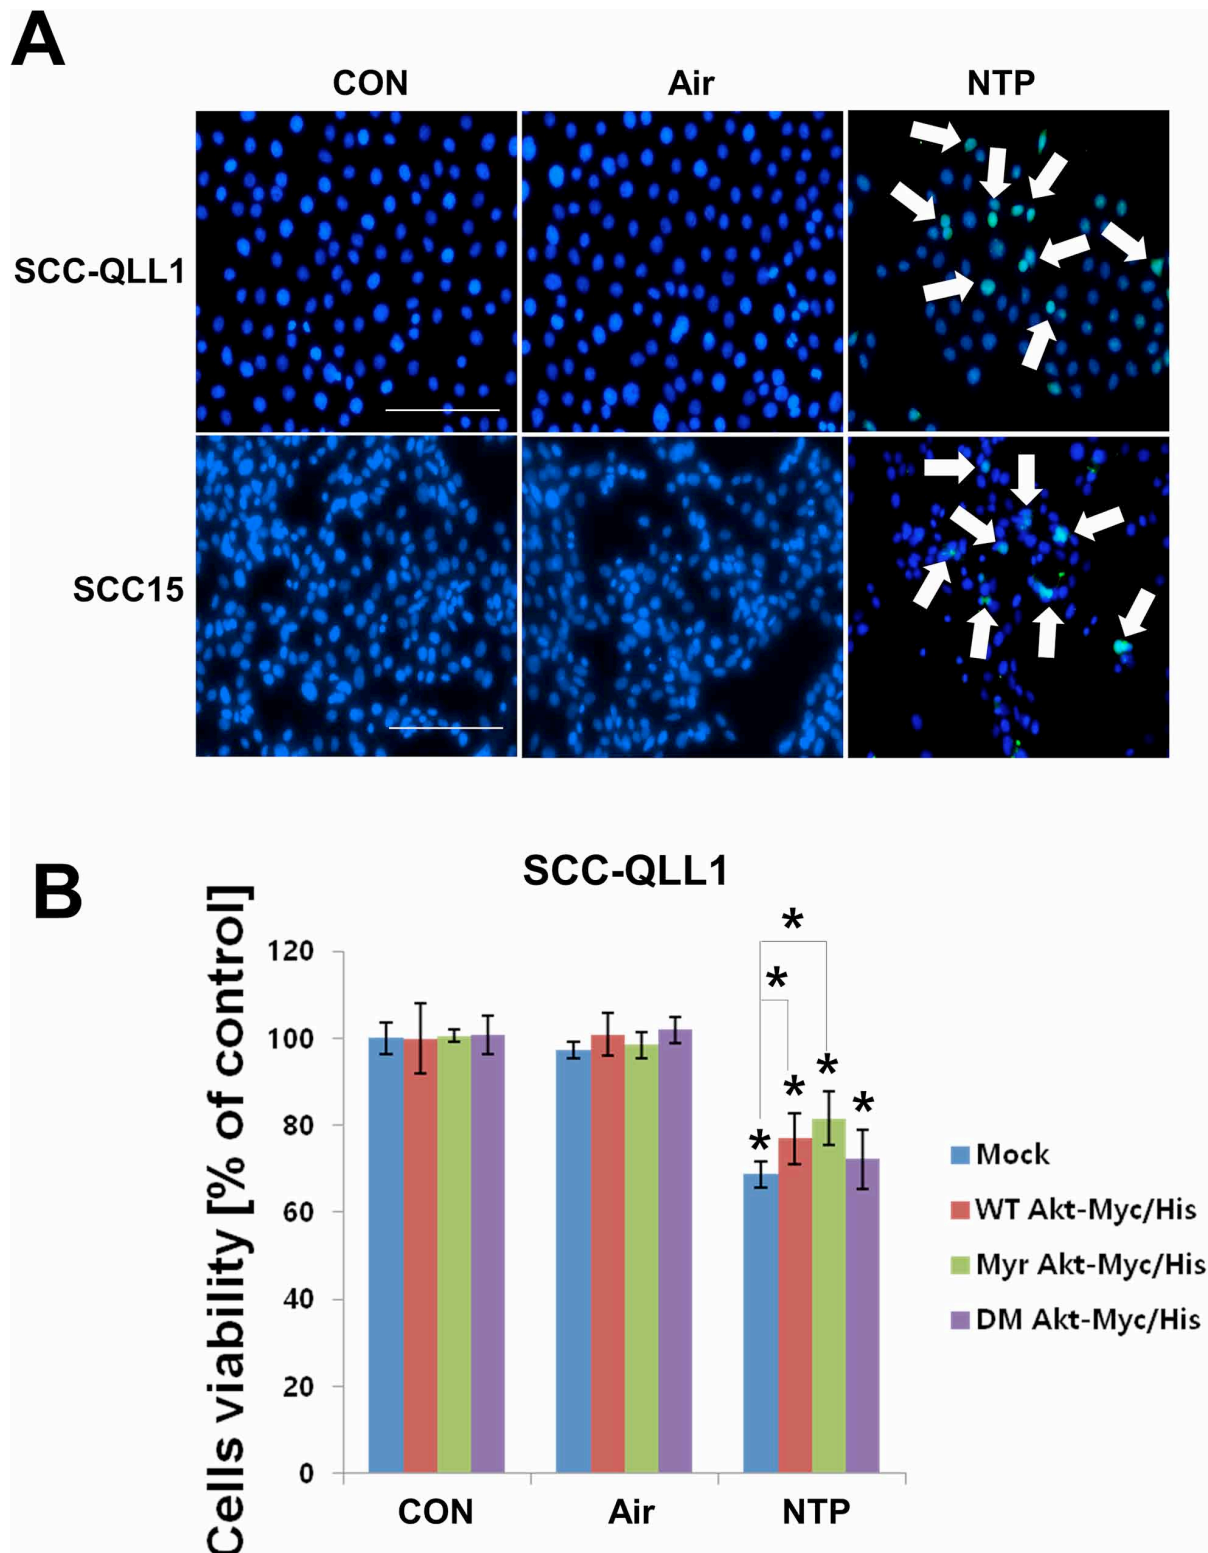 A
CON Air NTP
SCC-QLL1
SCC15
B
SCC-QLL1
Cells viability [% of control]
120
100
80
60
40
20
0
* *
* * * *
CON Air NTP
Mock
WT Akt-Myc/His
Myr Akt-Myc/His
DM Akt-Myc/His